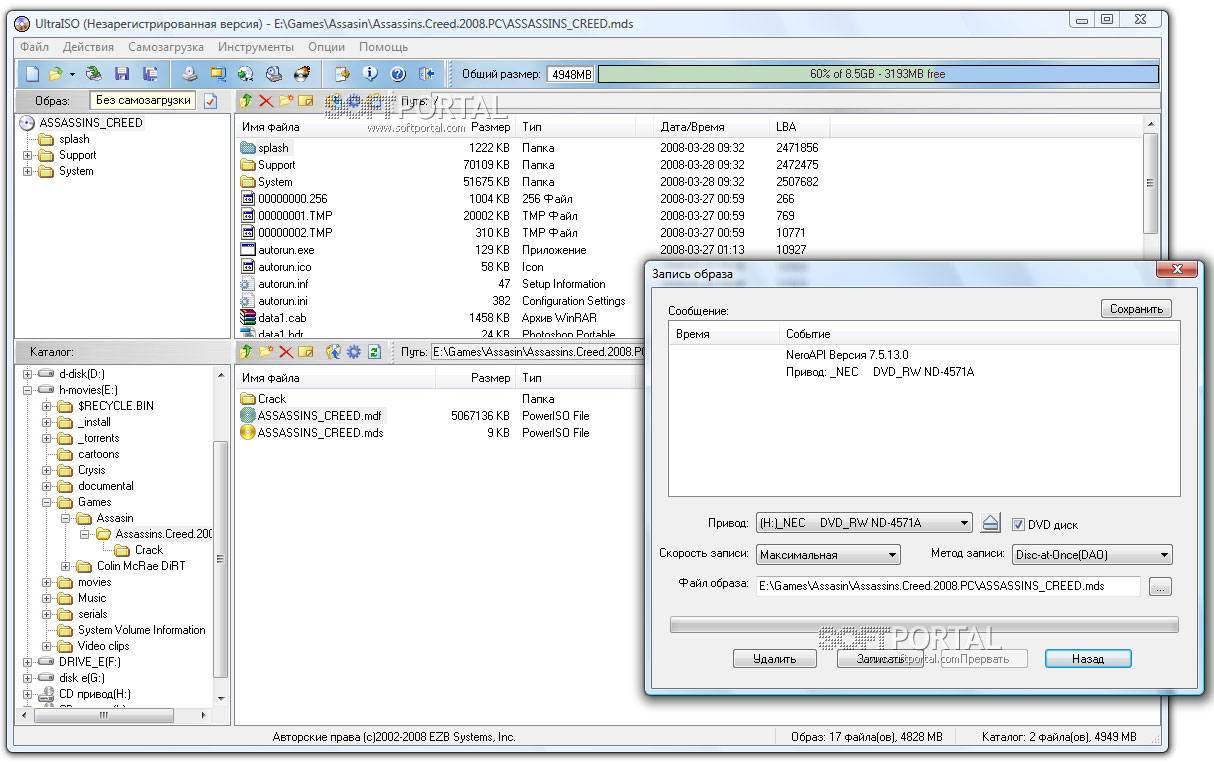 UltraISO (Незарегистрированная версия) - E:\Games\Assasin\Assassins.Creed.2008.PC\ASSASSINS_CREED.mds
Файл Действия Самозагрузка Инструменты Опции Помощь
Общий размер: 4948MB 60% of 8.5GB - 3193MB free
Образ: Без самозагрузки Путь:
SOFTPORTAL
www.softportal.com
ASSASSINS_CREED
splash
Support
System
Имя файла Размер Тип Дата/Время LBA
splash 1222 KB Папка 2008-03-28 09:32 2471856
Support 70109 KB Папка 2008-03-28 09:32 2472475
System 51675 KB Папка 2008-03-28 09:32 2507682
00000000.256 1004 KB 256 Файл 2008-03-27 00:59 266
00000001.TMP 20002 KB TMP Файл 2008-03-27 00:59 769
00000002.TMP 310 KB TMP Файл 2008-03-27 00:59 10771
autorun.exe 129 KB Приложение 2008-03-27 01:13 10927
autorun.ico 58 KB Icon
autorun.inf 47 Setup Information
autorun.ini 382 Configuration Settings
data1.cab 1458 KB Архив WinRAR
data1.hdr 24 KB Photoshop Portable
Каталог: Путь: E:\Games\Assasin\Assassins.Creed.2008.PC
d-disk(D:)
h-movies(E:)
$RECYCLE.BIN
_install
_torrents
cartoons
Crysis
documental
Games
Assasin
Assassins.Creed.200
Crack
Colin McRae DiRT
movies
Music
serials
System Volume Information
Video clips
DRIVE_E(F:)
disk e(G:)
CD привод(H:)
Имя файла Размер Тип
Crack Папка
ASSASSINS_CREED.mdf 5067136 KB PowerISO File
ASSASSINS_CREED.mds 9 KB PowerISO File
Запись образа
Сообщение: Сохранить
Время Событие
NeroAPI Версия 7.5.13.0
Привод: _NEC DVD_RW ND-4571A
Привод: (H:)_NEC DVD_RW ND-4571A DVD диск
Скорость записи: Максимальная Метод записи: Disc-at-Once(DAO)
Файл образа: E:\Games\Assasin\Assassins.Creed.2008.PC\ASSASSINS_CREED.mds ...
SOFTPORTAL
Удалить Записать softportal.com Прервать Назад
Авторские права (c)2002-2008 EZB Systems, Inc. Образ: 17 файла(ов), 4828 MB Каталог: 2 файла(ов), 4949 MB